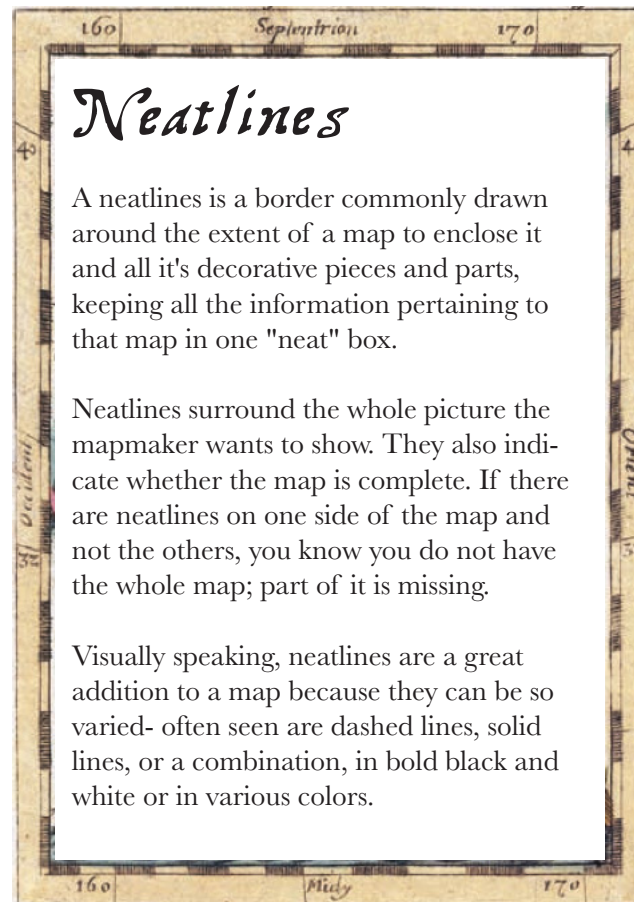 160 Septentrion 170
Neatlines
40
A neatlines is a border commonly drawn
around the extent of a map to enclose it
and all it's decorative pieces and parts,
keeping all the information pertaining to
that map in one "neat" box.
Neatlines surround the whole picture the
mapmaker wants to show. They also indi-
cate whether the map is complete. If there
are neatlines on one side of the map and
not the others, you know you do not have
the whole map; part of it is missing.
Occident
Visually speaking, neatlines are a great
addition to a map because they can be so
varied- often seen are dashed lines, solid
lines, or a combination, in bold black and
white or in various colors.
160 Midy 170